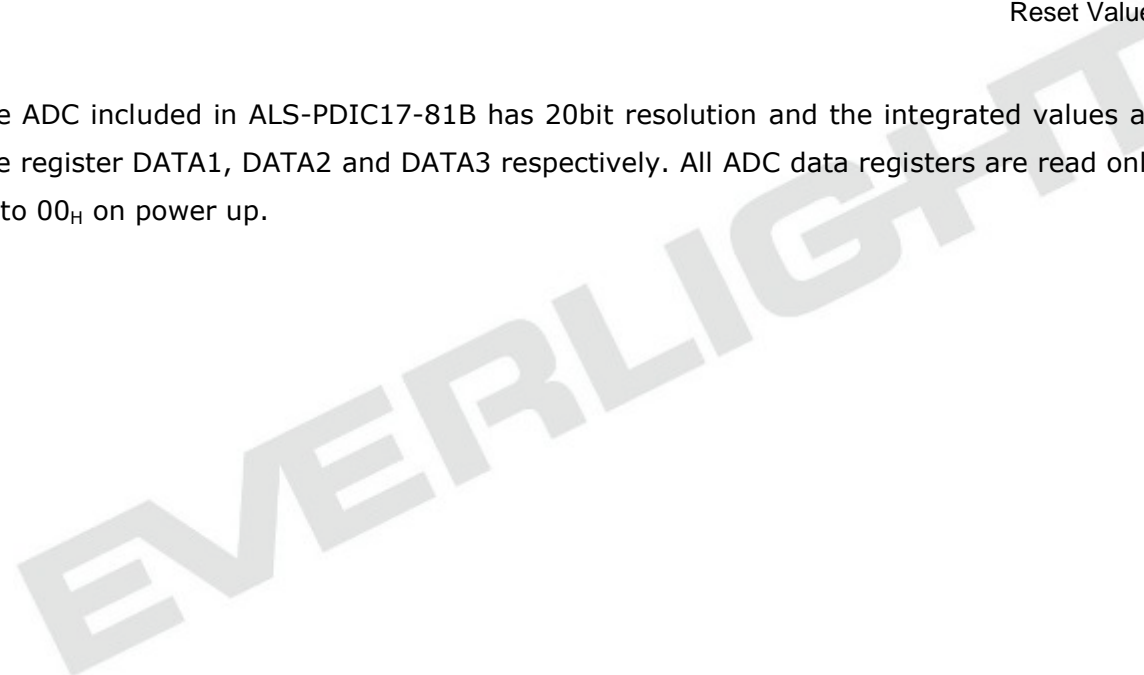 Reset Value
e ADC included in ALS-PDIC17-81B has 20bit resolution and the integrated values a
e register DATA1, DATA2 and DATA3 respectively. All ADC data registers are read onl
to 00H on power up.
EVERLIGHT